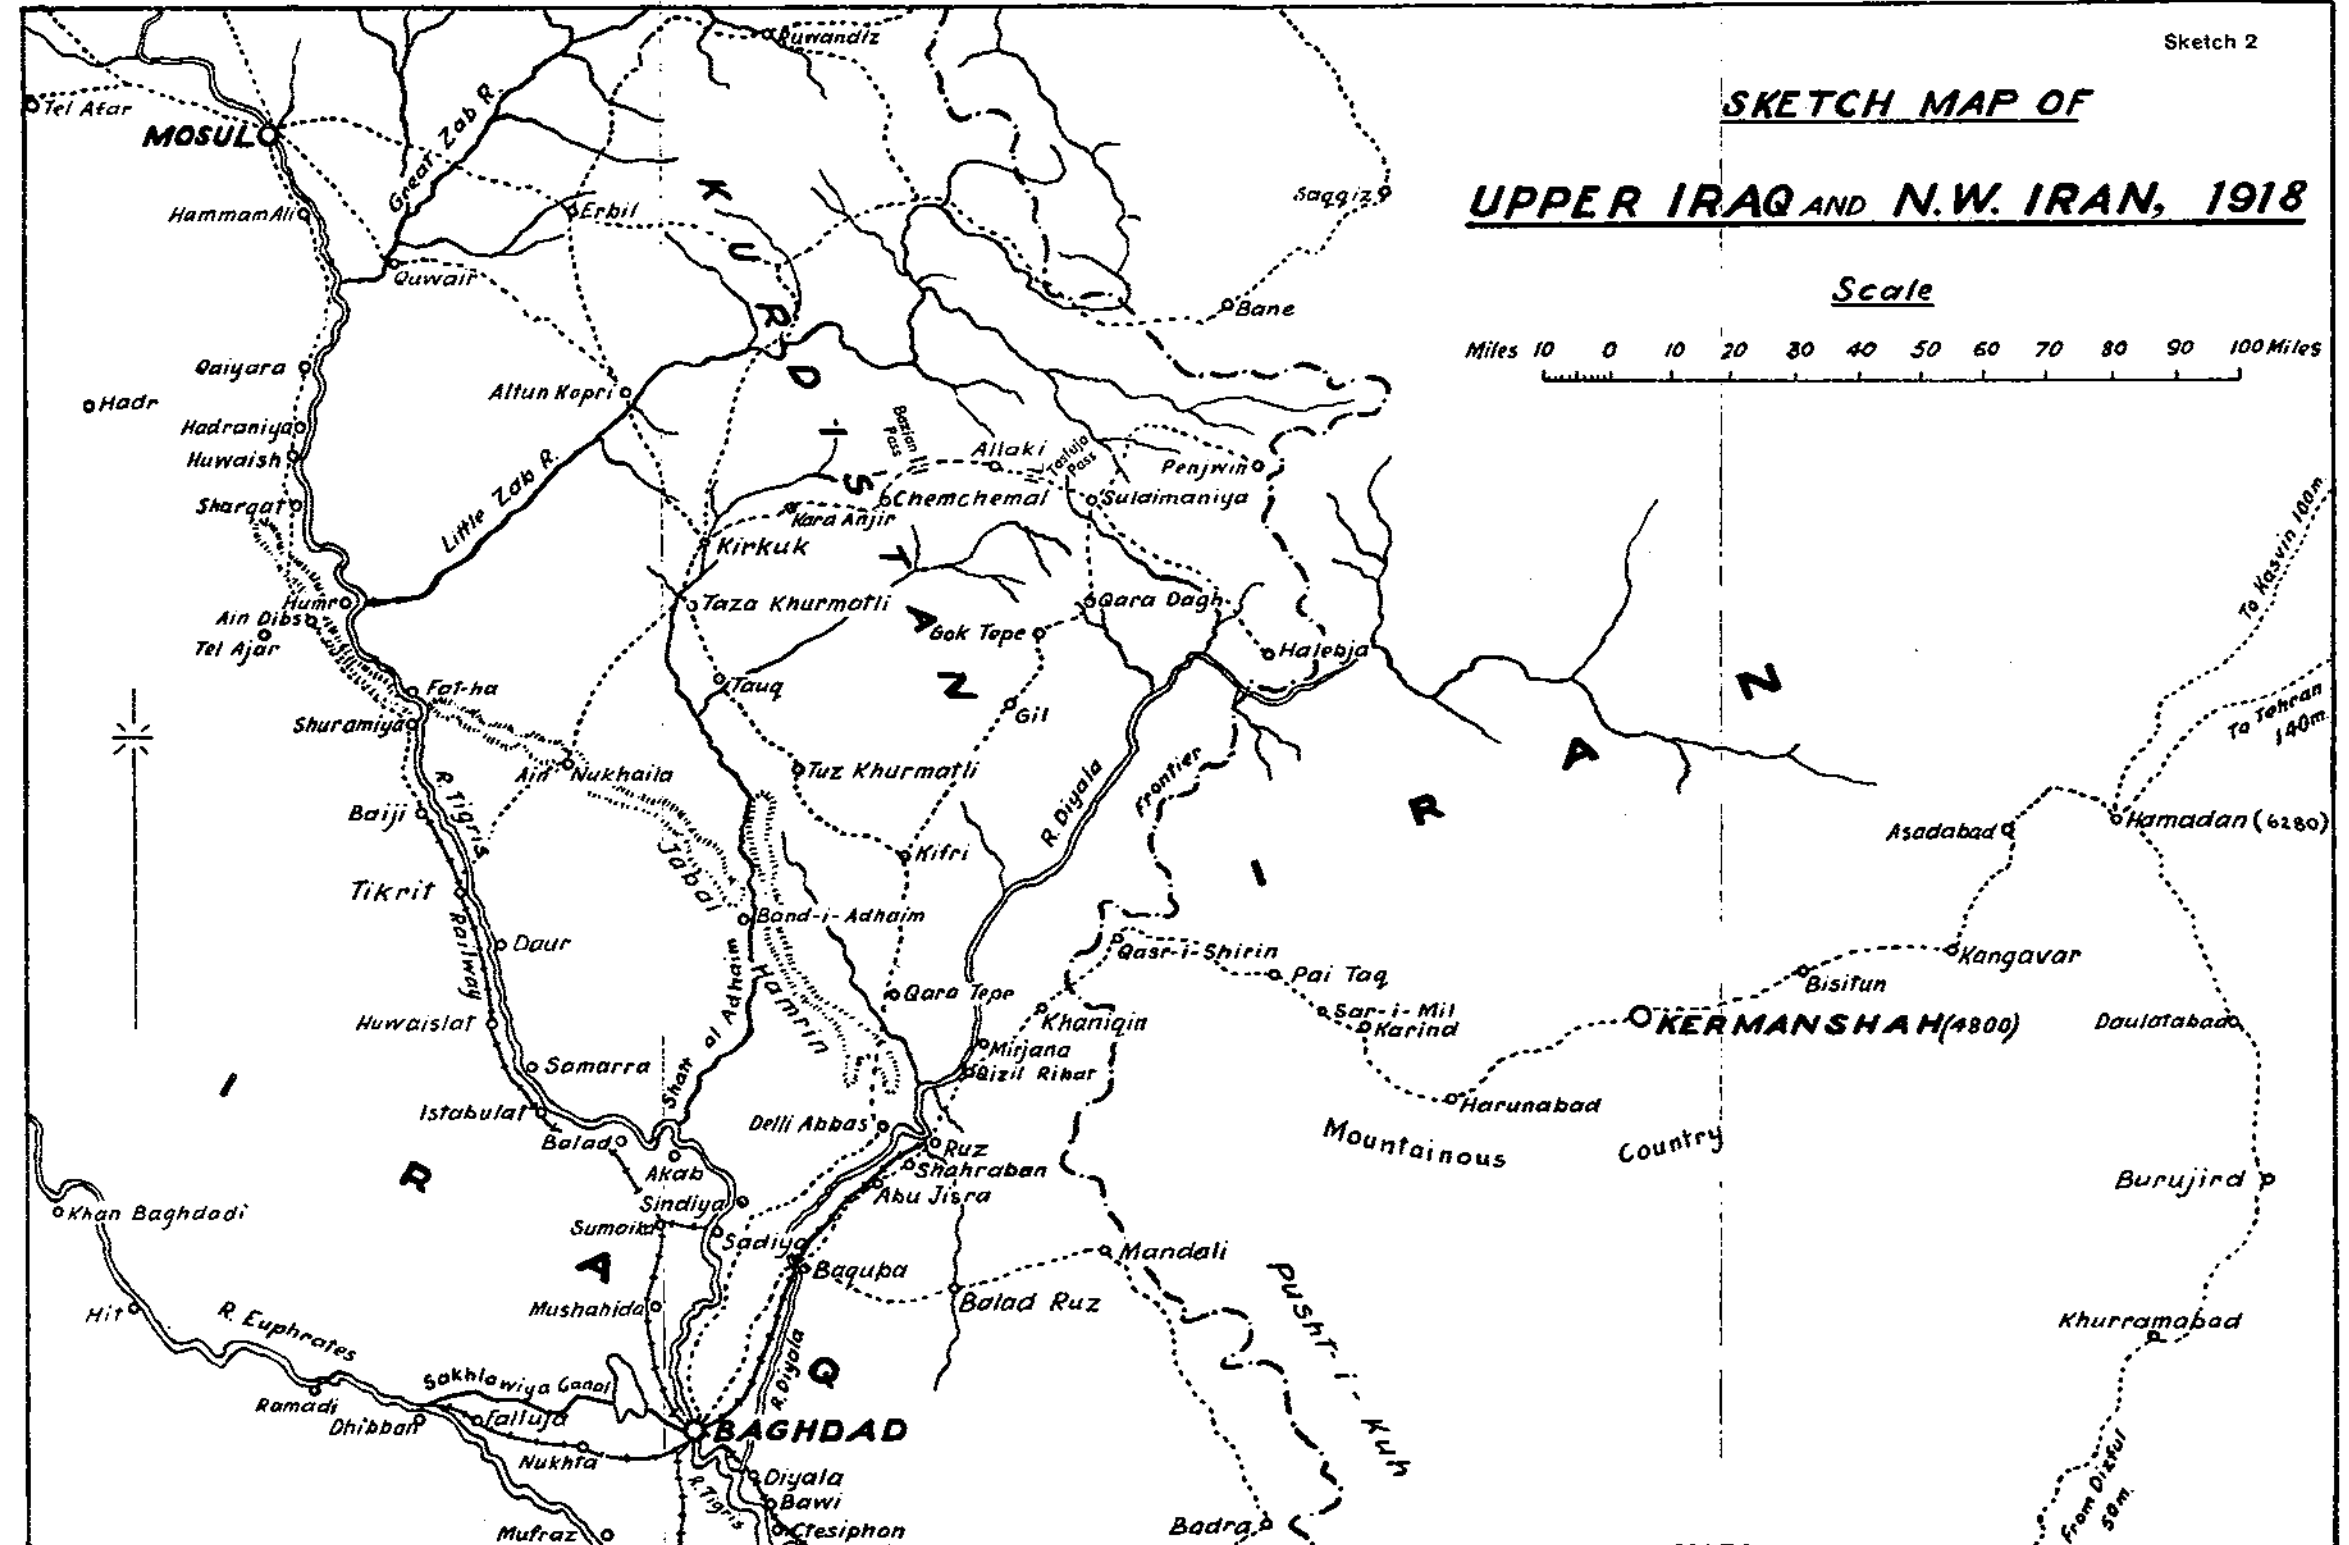 Sketch 2
SKETCH MAP OF
UPPER IRAQ AND N.W. IRAN, 1918
Scale
Miles 10 0 10 20 30 40 50 60 70 80 90 100 Miles
Ruwandiz
Tel Afar
MOSUL
Great Zab R.
Hammam Ali
Erbil
Saqqiz
Quwair
Bane
Qaiyara
Hadr
Altun Kopri
Hadraniya
Huwaish
Bazian Pass
Allaki
Tasluja Pass
Penjwin
Sharqat
Little Zab R.
Chemchemal
Sulaimaniya
Kara Anjir
Kirkuk
KURDISTAN
To Kasvin 100m.
Humr
Taza Khurmatli
Qara Dagh
Ain Dibs
Tel Ajar
Gok Tepe
Halebja
Fat-ha
Tauq
Gil
Shuramiya
To Tehran 140m.
Ain Nukhaila
Tuz Khurmatli
R. Diyala
Frontier
R. Tigris
Baiji
Asadabad
Hamadan (6280)
Jabal Hamrin
Kifri
Tikrit
Railway
Band-i-Adhaim
Daur
Qasr-i-Shirin
Kangavar
Pai Taq
Bisitun
Shatt al Adhaim
Qara Tepe
Khaniqin
Sar-i-Mil
Karind
KERMANSHAH (4800)
Daulatabad
Huwaislat
Mirjana
Qizil Ribat
Samarra
Harunabad
Istabulat
Delli Abbas
Mountainous Country
Balad
Ruz
Akab
Shahraban
Abu Jisra
Burujird
Khan Baghdadi
Sindiya
Sumaika
Sadiya
Mandali
Baquba
Balad Ruz
Mushahida
Hit
R. Euphrates
Pusht-i-Kuh
Khurramabad
Sakhlawiya Canal
R. Diyala
Ramadi
Dhibban
Falluja
BAGHDAD
Nukhta
Diyala
R. Tigris
Bawi
Mufraz
Ctesiphon
Badra
From Dizful 50m.
IRAQ
IRAN